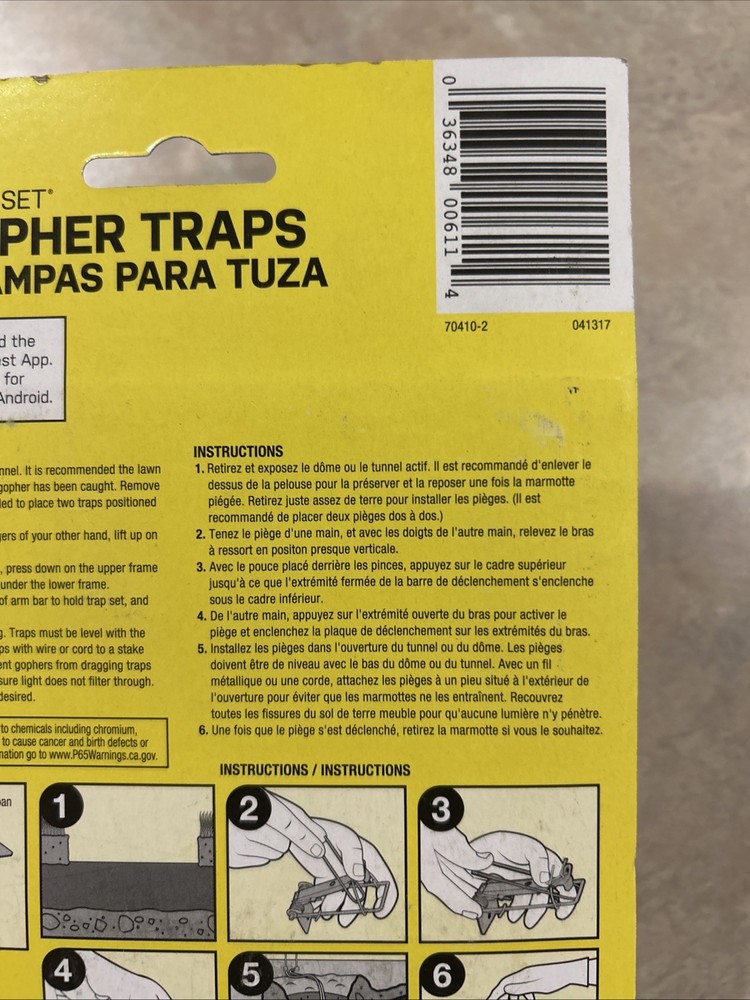 0 36348 00611 4
70410-2 041317
SET®
PHER TRAPS
AMPAS PARA TUZA
d the
est App.
for
Android.
nnel. It is recommended the lawn
gopher has been caught. Remove
ded to place two traps positioned
gers of your other hand, lift up on
, press down on the upper frame
under the lower frame.
of arm bar to hold trap set, and
g. Traps must be level with the
ps with wire or cord to a stake
ent gophers from dragging traps
sure light does not filter through.
desired.
to chemicals including chromium,
to cause cancer and birth defects or
mation go to www.P65Warnings.ca.gov.
INSTRUCTIONS
1. Retirez et exposez le dôme ou le tunnel actif. Il est recommandé d'enlever le
dessus de la pelouse pour la préserver et la reposer une fois la marmotte
piégée. Retirez juste assez de terre pour installer les pièges. (Il est
recommandé de placer deux pièges dos à dos.)
2. Tenez le piège d'une main, et avec les doigts de l'autre main, relevez le bras
à ressort en positon presque verticale.
3. Avec le pouce placé derrière les pinces, appuyez sur le cadre supérieur
jusqu'à ce que l'extrémité fermée de la barre de déclenchement s'enclenche
sous le cadre inférieur.
4. De l'autre main, appuyez sur l'extrémité ouverte du bras pour activer le
piège et enclenchez la plaque de déclenchement sur les extrémités du bras.
5. Installez les pièges dans l'ouverture du tunnel ou du dôme. Les pièges
doivent être de niveau avec le bas du dôme ou du tunnel. Avec un fil
métallique ou une corde, attachez les pièges à un pieu situé à l'extérieur de
l'ouverture pour éviter que les marmottes ne les entraînent. Recouvrez
toutes les fissures du sol de terre meuble pour qu'aucune lumière n'y pénètre.
6. Une fois que le piège s'est déclenché, retirez la marmotte si vous le souhaitez.
INSTRUCTIONS / INSTRUCTIONS
an
1
2
3
4
5
6